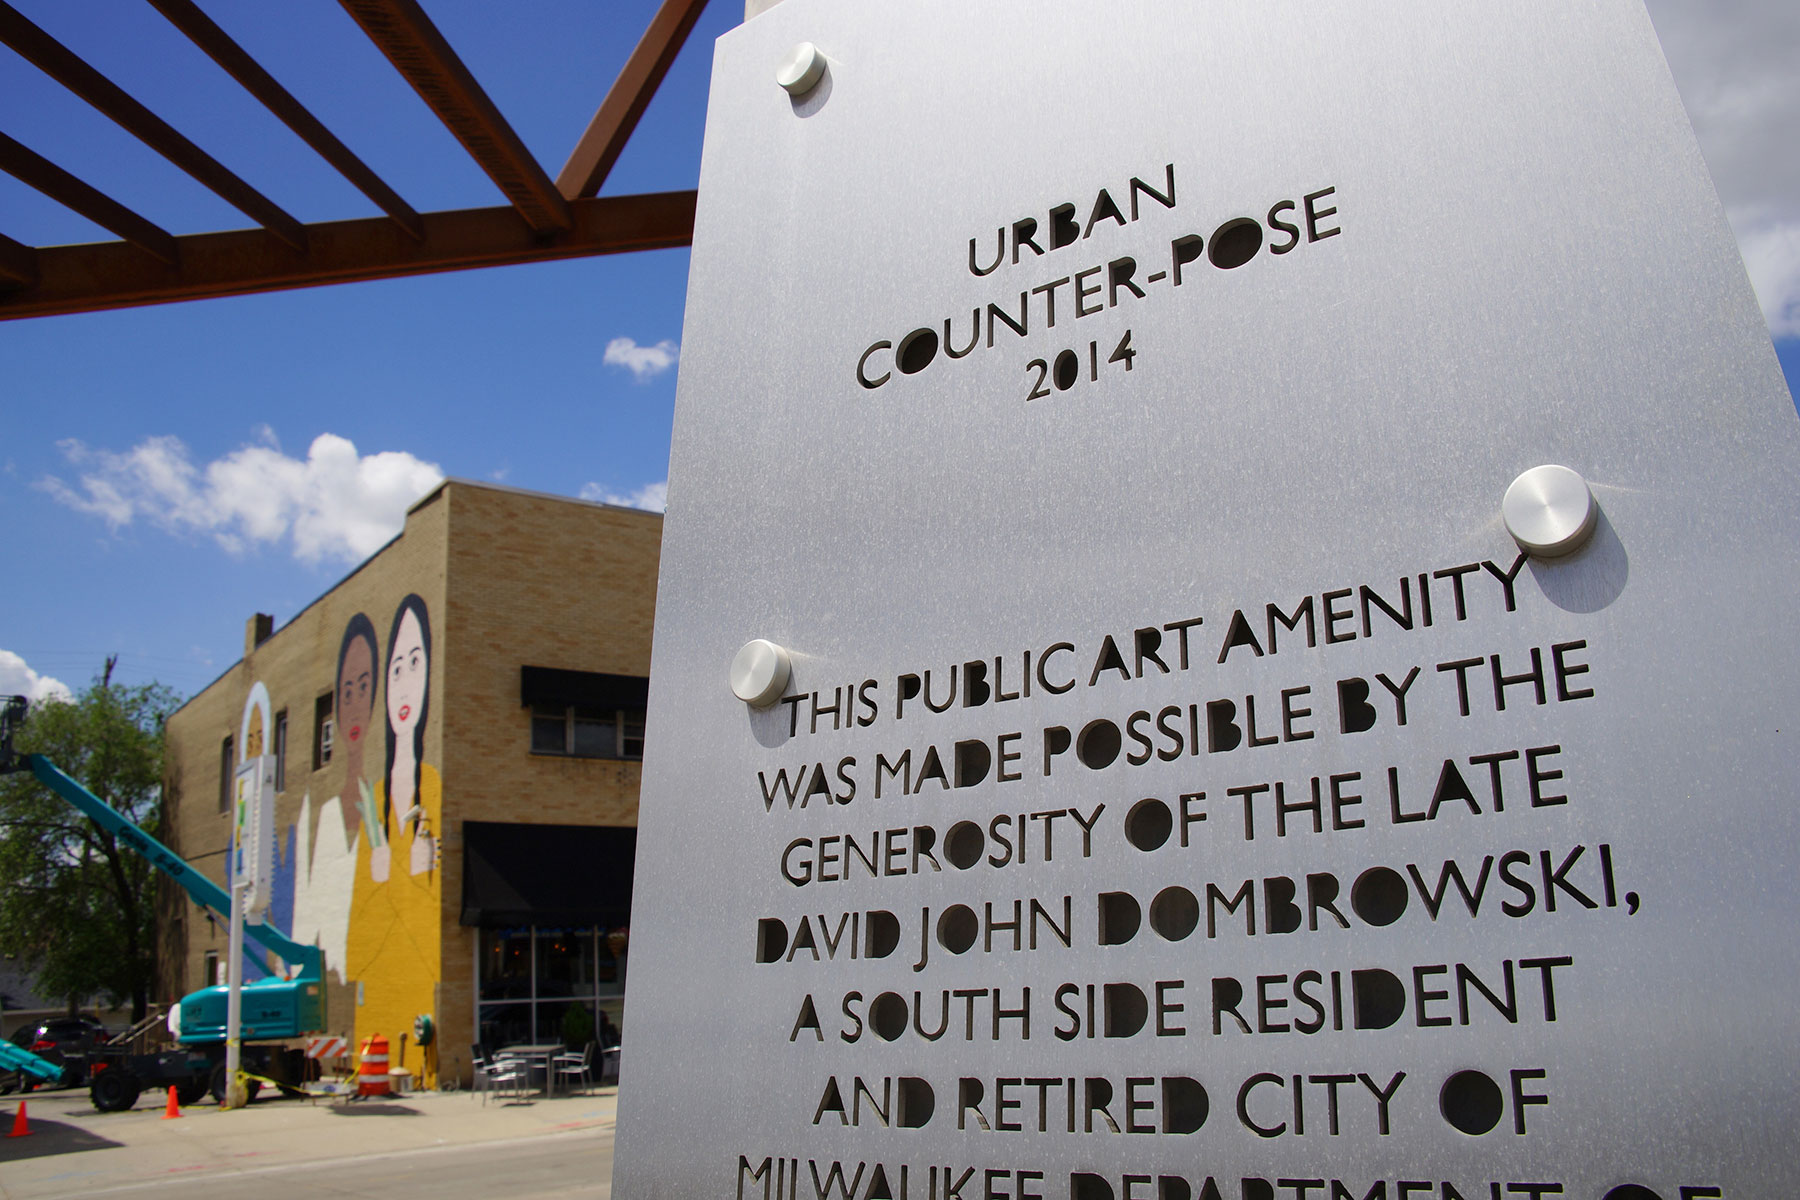 URBAN
COUNTER-POSE
2014
THIS PUBLIC ART AMENITY
WAS MADE POSSIBLE BY THE
GENEROSITY OF THE LATE
DAVID JOHN DOMBROWSKI,
A SOUTH SIDE RESIDENT
AND RETIRED CITY OF
MILWAUKEE DEPARTMENT OF